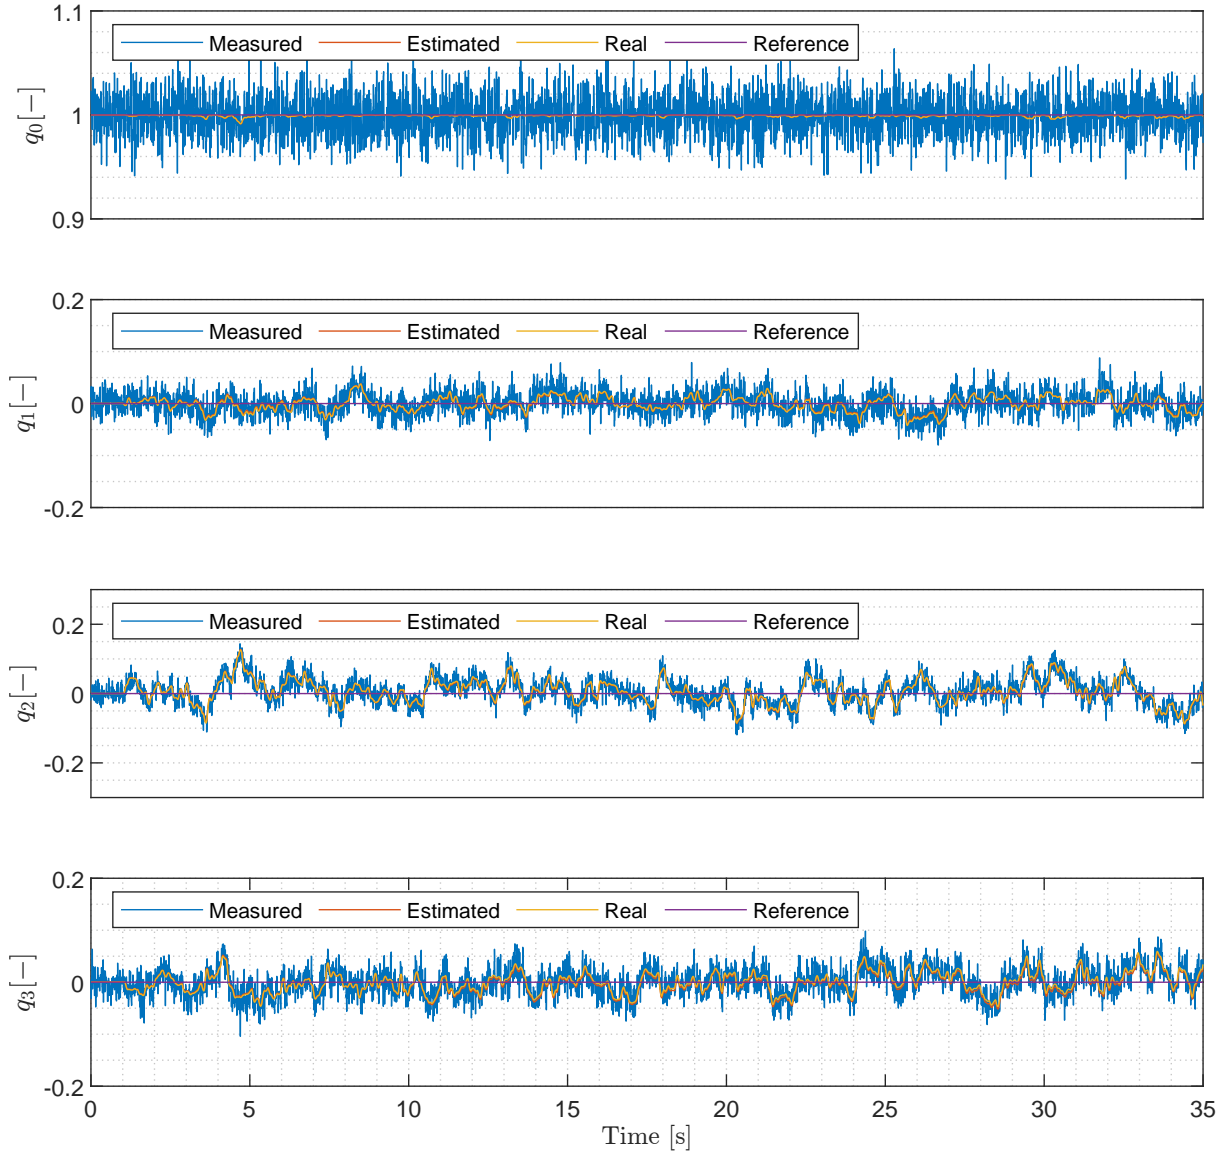 1.1
Measured Estimated Real Reference
1
q0[−]
0.9
0.2
Measured Estimated Real Reference
0
q1[−]
-0.2
0.2
Measured Estimated Real Reference
0
q2[−]
-0.2
0.2
Measured Estimated Real Reference
0
q3[−]
-0.2
0 5 10 15 20 25 30 35
Time [s]